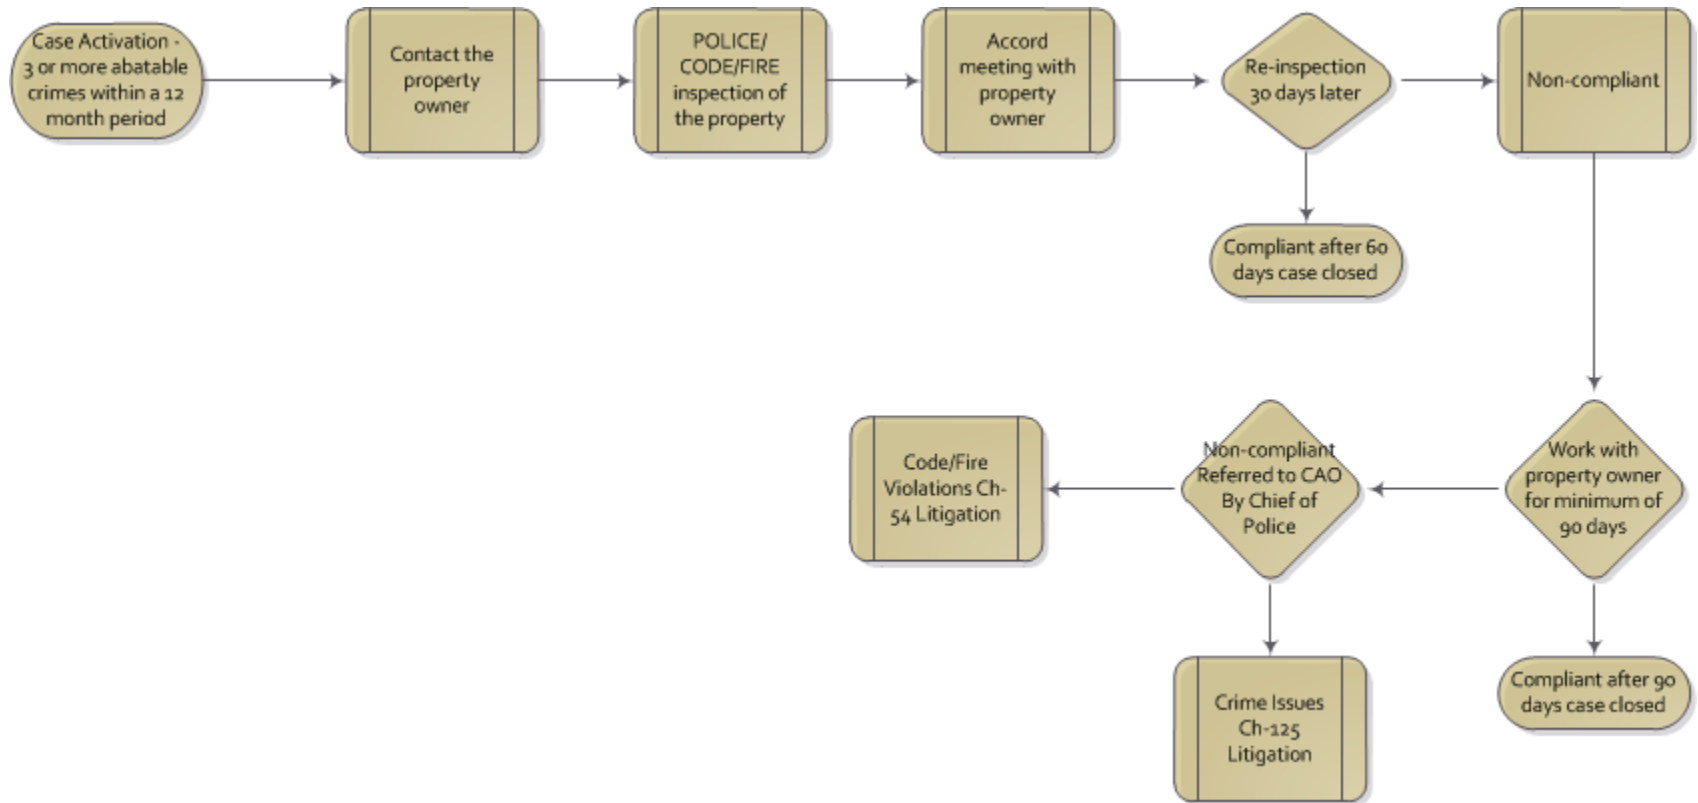 Case Activation -
3 or more abatable
crimes within a 12
month period
Contact the
property
owner
POLICE/
CODE/FIRE
inspection of
the property
Accord
meeting with
property
owner
Re-inspection
30 days later
Non-compliant
Compliant after 60
days case closed
Code/Fire
Violations Ch-
54 Litigation
Non-compliant
Referred to CAO
By Chief of
Police
Work with
property owner
for minimum of
90 days
Crime Issues
Ch-125
Litigation
Compliant after 90
days case closed